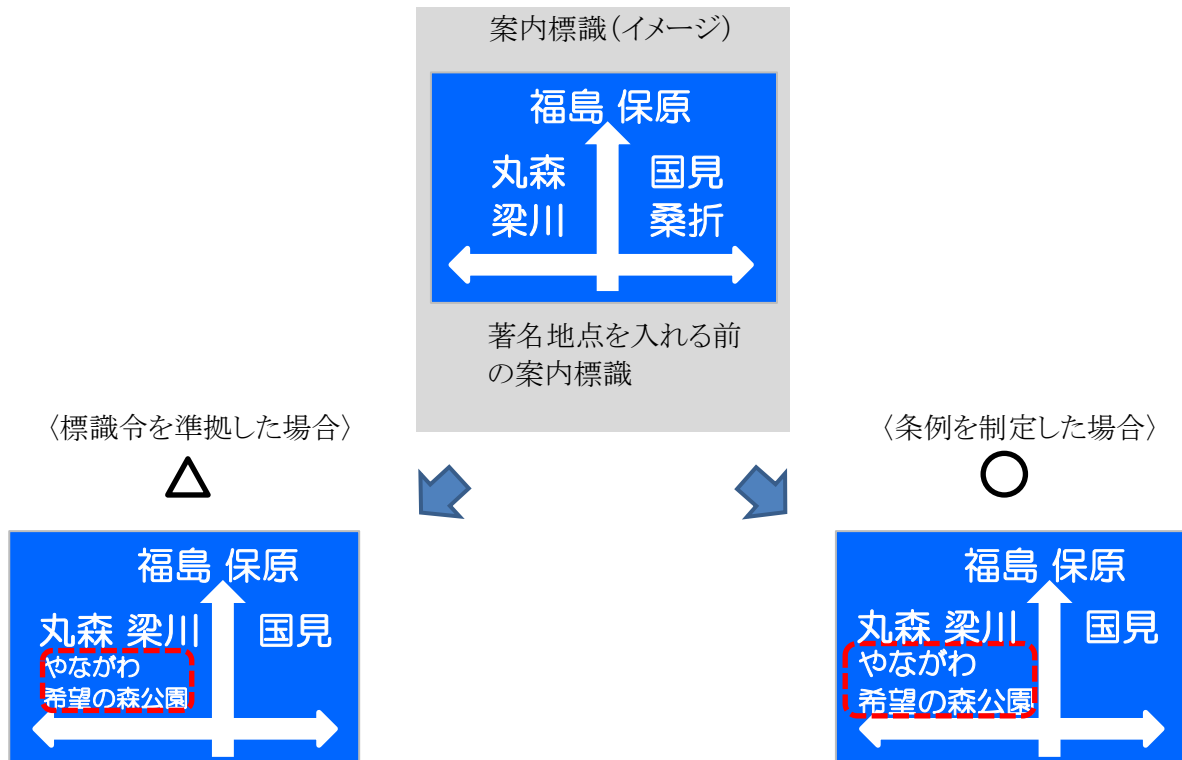 案内標識（イメージ）
福島 保原
丸森
梁川
国見
桑折
著名地点を入れる前
の案内標識
〈標識令を準拠した場合〉
△
福島 保原
丸森 梁川
国見
やながわ
希望の森公園
〈条例を制定した場合〉
○
福島 保原
丸森 梁川
国見
やながわ
希望の森公園